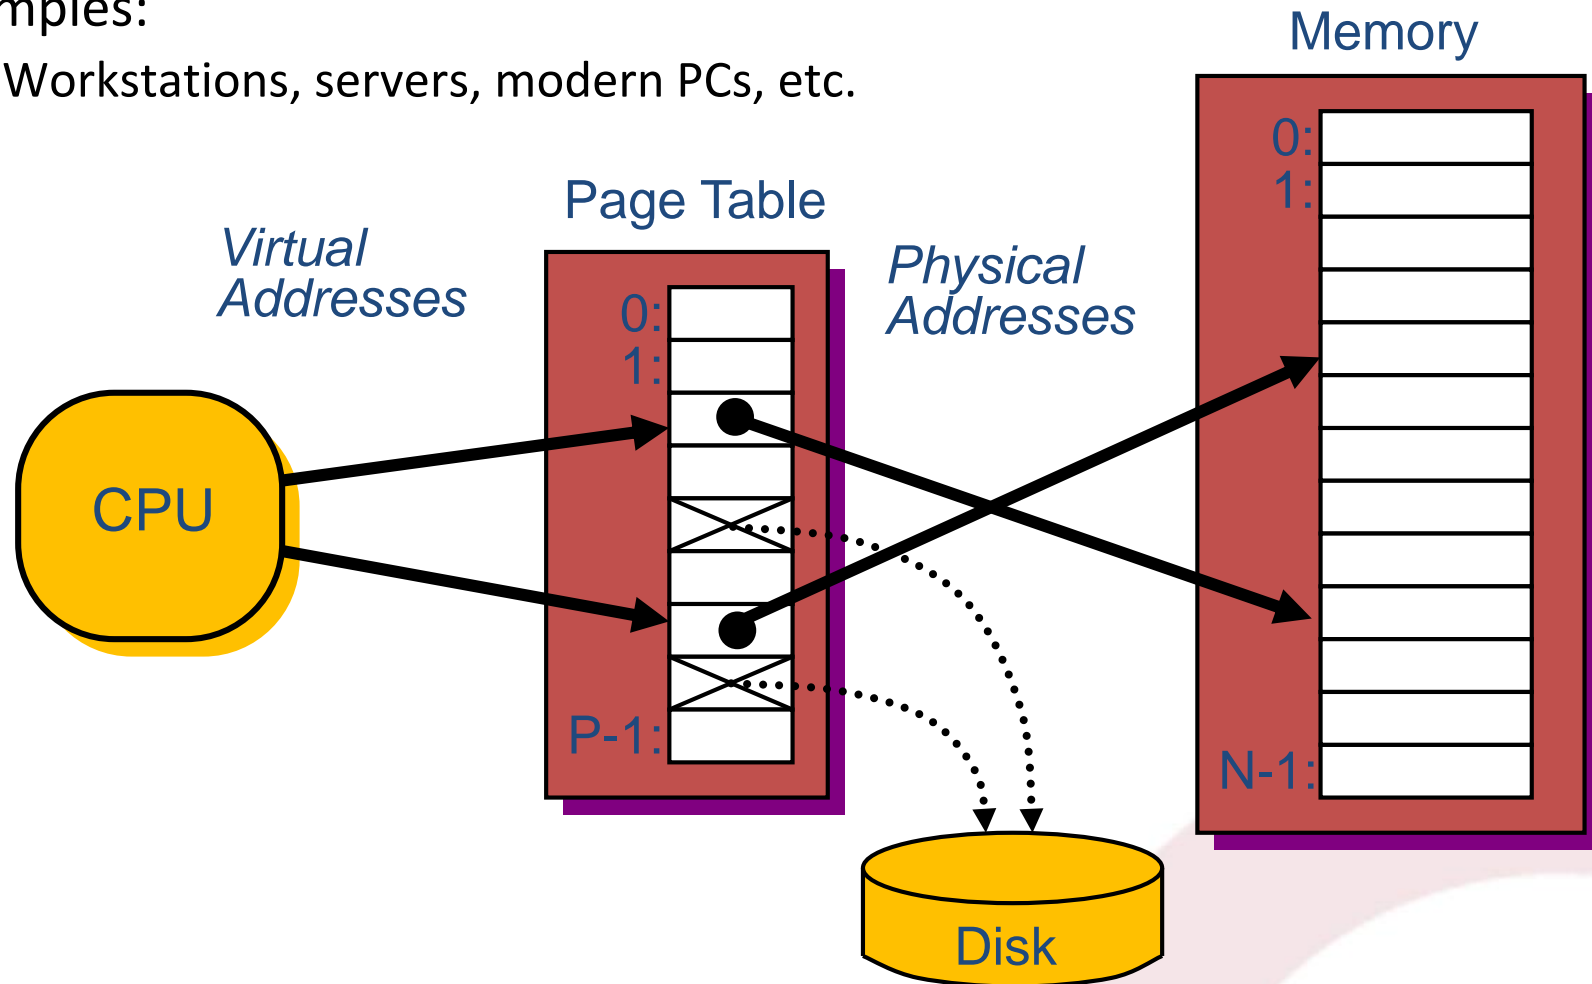 Workstations, servers, modern PCs, etc.
Memory
0:
1:
N-1:
Page Table
0:
1:
P-1:
Virtual
Addresses
Physical
Addresses
CPU
Disk